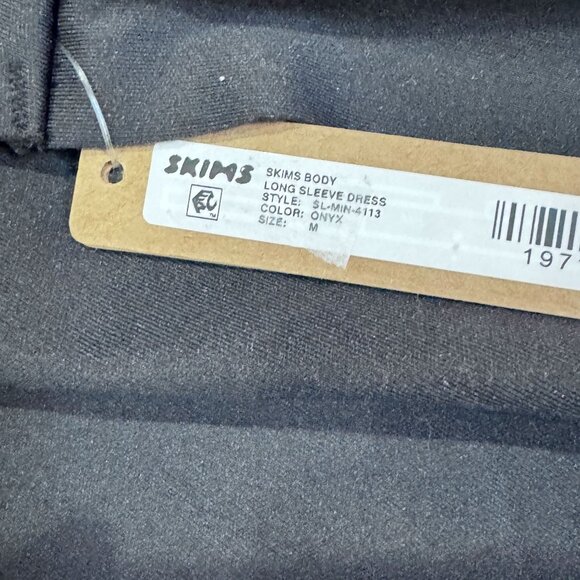 SKIMS
SKIMS BODY
LONG SLEEVE DRESS
STYLE: SL-MIN-4113
COLOR: ONYX
SIZE: M
197